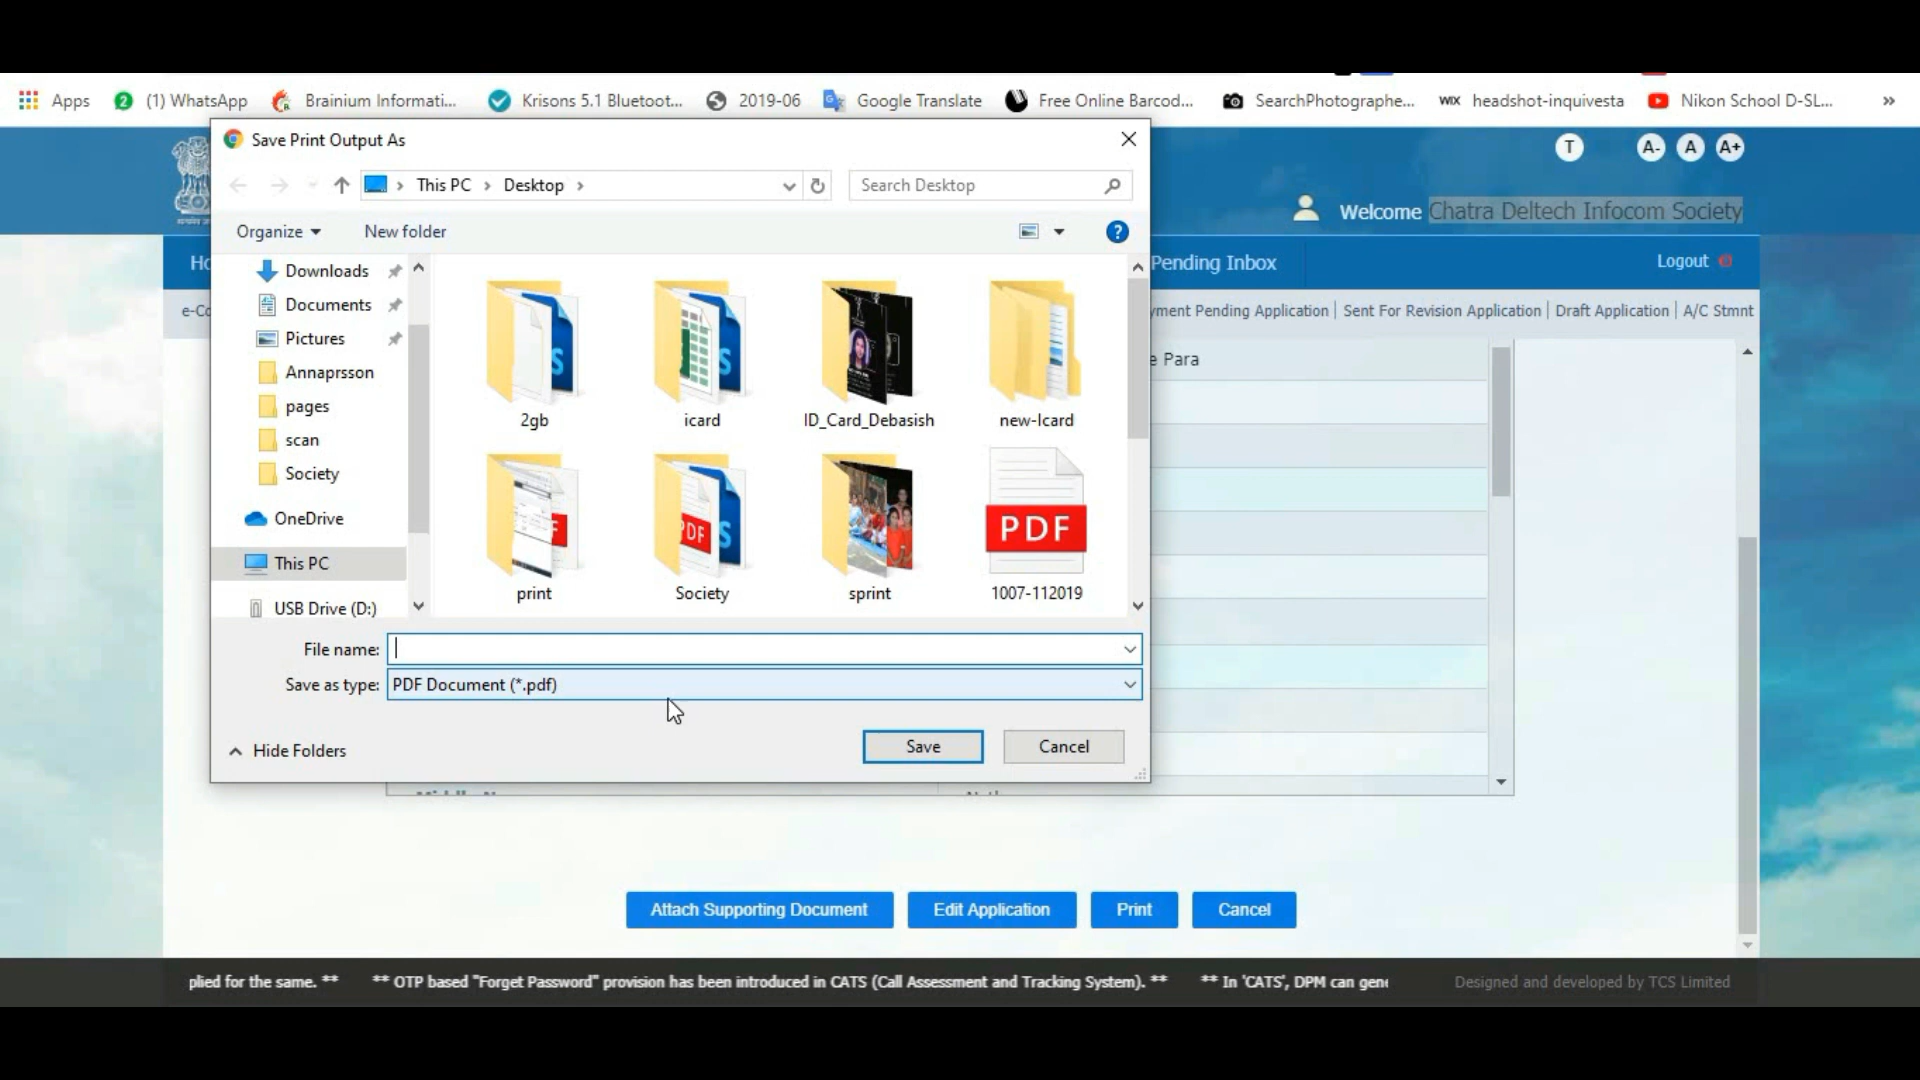 Apps
2
(1) WhatsApp
Brainium Informati...
Krisons 5.1 Bluetoot...
2019-06
Google Translate
Free Online Barcod...
SearchPhotographe...
WIX headshot-inquivesta
Nikon School D-SL...
»
Save Print Output As
This PC > Desktop >
Search Desktop
T
A- A A+
Welcome Chatra Deltech Infocom Society
Organize
New folder
?
Downloads
Documents
Pictures
Annaprsson
pages
scan
Society
OneDrive
This PC
USB Drive (D:)
2gb
icard
ID_Card_Debasish
new-Icard
print
Society
sprint
PDF
1007-112019
Pending Inbox
Logout
Pending Application | Sent For Revision Application | Draft Application | A/C Stmnt
Para
File name:
Save as type: PDF Document (*.pdf)
Hide Folders
Save
Cancel
Attach Supporting Document
Edit Application
Print
Cancel
plied for the same. ** ** OTP based "Forget Password" provision has been introduced in CATS (Call Assessment and Tracking System). ** ** In 'CATS', DPM can gene
Designed and developed by TCS Limited